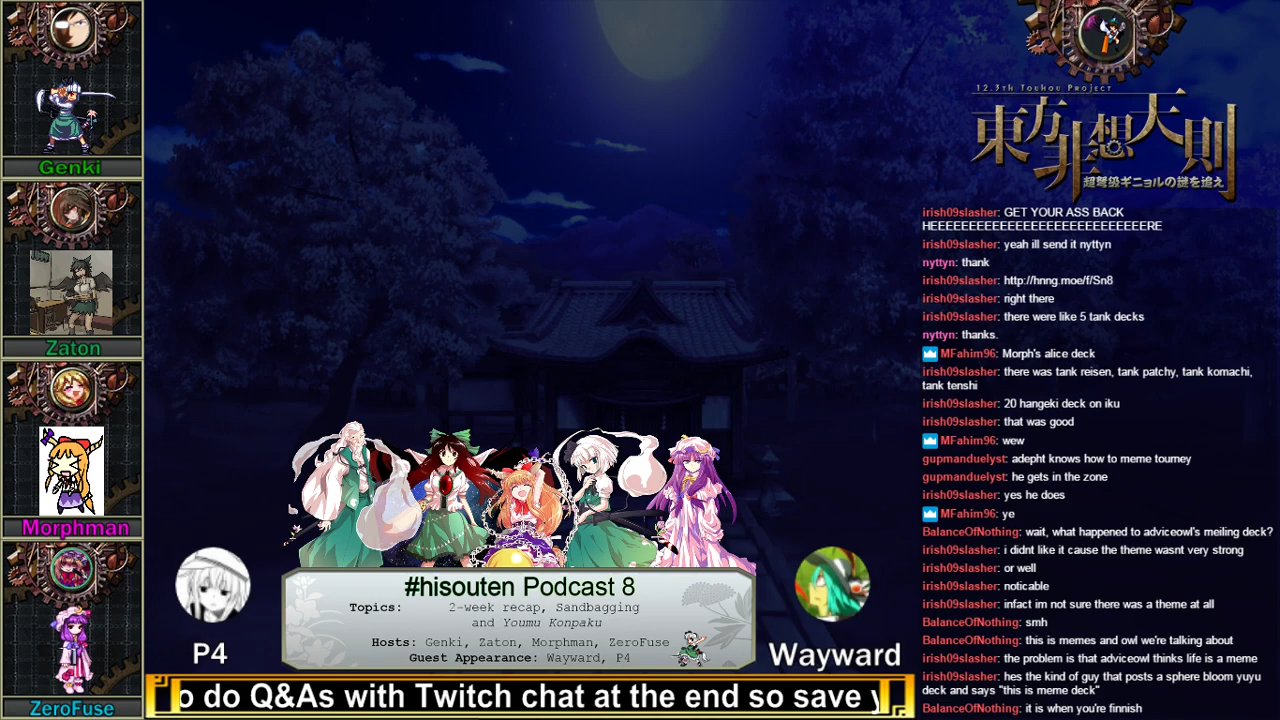 Genki
Zaton
Morphman
ZeroFuse
12.3th Touhou Project
東方非想天則
超弩級ギニョルの謎を追え
irish09slasher: GET YOUR ASS BACK
HEEEEEEEEEEEEEEEEEEEEEEEEEEEERE
irish09slasher: yeah ill send it nyttyn
nyttyn: thank
irish09slasher: http://hnng.moe/f/Sn8
irish09slasher: right there
irish09slasher: there were like 5 tank decks
nyttyn: thanks.
MFahim96: Morph's alice deck
irish09slasher: there was tank reisen, tank patchy, tank komachi,
tank tenshi
irish09slasher: 20 hangeki deck on iku
irish09slasher: that was good
MFahim96: wew
gupmanduelyst: adepht knows how to meme tourney
gupmanduelyst: he gets in the zone
irish09slasher: yes he does
MFahim96: ye
BalanceOfNothing: wait, what happened to adviceowl's meiling deck?
irish09slasher: i didnt like it cause the theme wasnt very strong
irish09slasher: or well
irish09slasher: noticable
irish09slasher: infact im not sure there was a theme at all
BalanceOfNothing: smh
BalanceOfNothing: this is memes and owl we're talking about
irish09slasher: the problem is that adviceowl thinks life is a meme
irish09slasher: hes the kind of guy that posts a sphere bloom yuyu
deck and says "this is meme deck"
BalanceOfNothing: it is when you're finnish
P4
#hisouten Podcast 8
Topics: 2-week recap, Sandbagging
and Youmu Konpaku
Hosts: Genki, Zaton, Morphman, ZeroFuse
Guest Appearance: Wayward, P4
Wayward
o do Q&As with Twitch chat at the end so save y